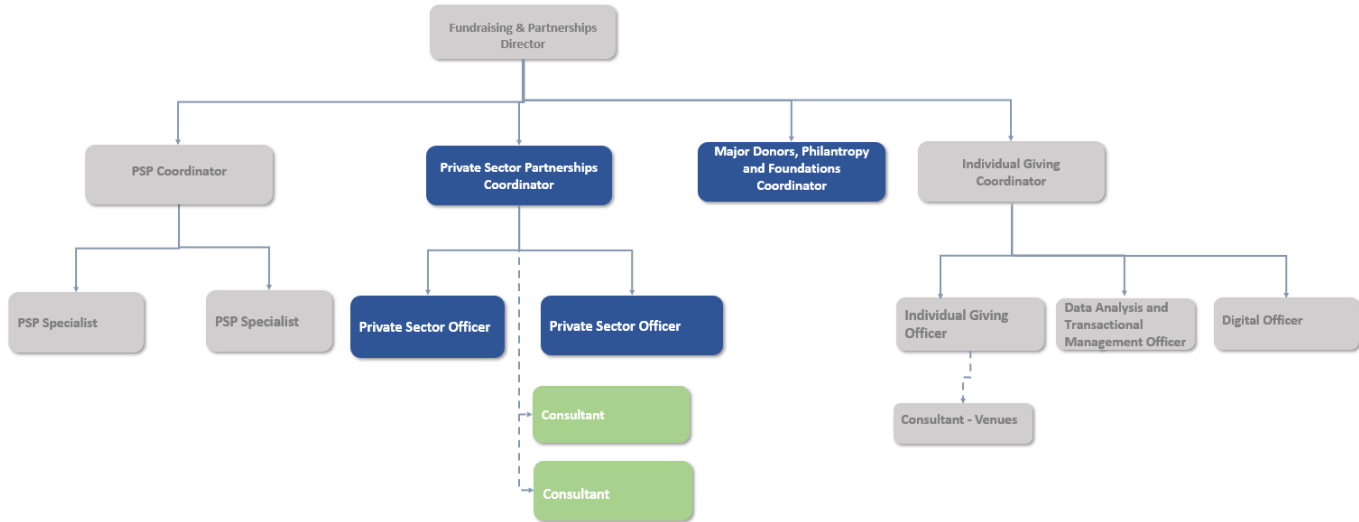 Fundraising & Partnerships
Director
PSP Coordinator
Private Sector Partnerships
Coordinator
Major Donors, Philantropy
and Foundations
Coordinator
Individual Giving
Coordinator
PSP Specialist
PSP Specialist
Private Sector Officer
Private Sector Officer
Individual Giving
Officer
Data Analysis and
Transactional
Management Officer
Digital Officer
Consultant
Consultant - Venues
Consultant